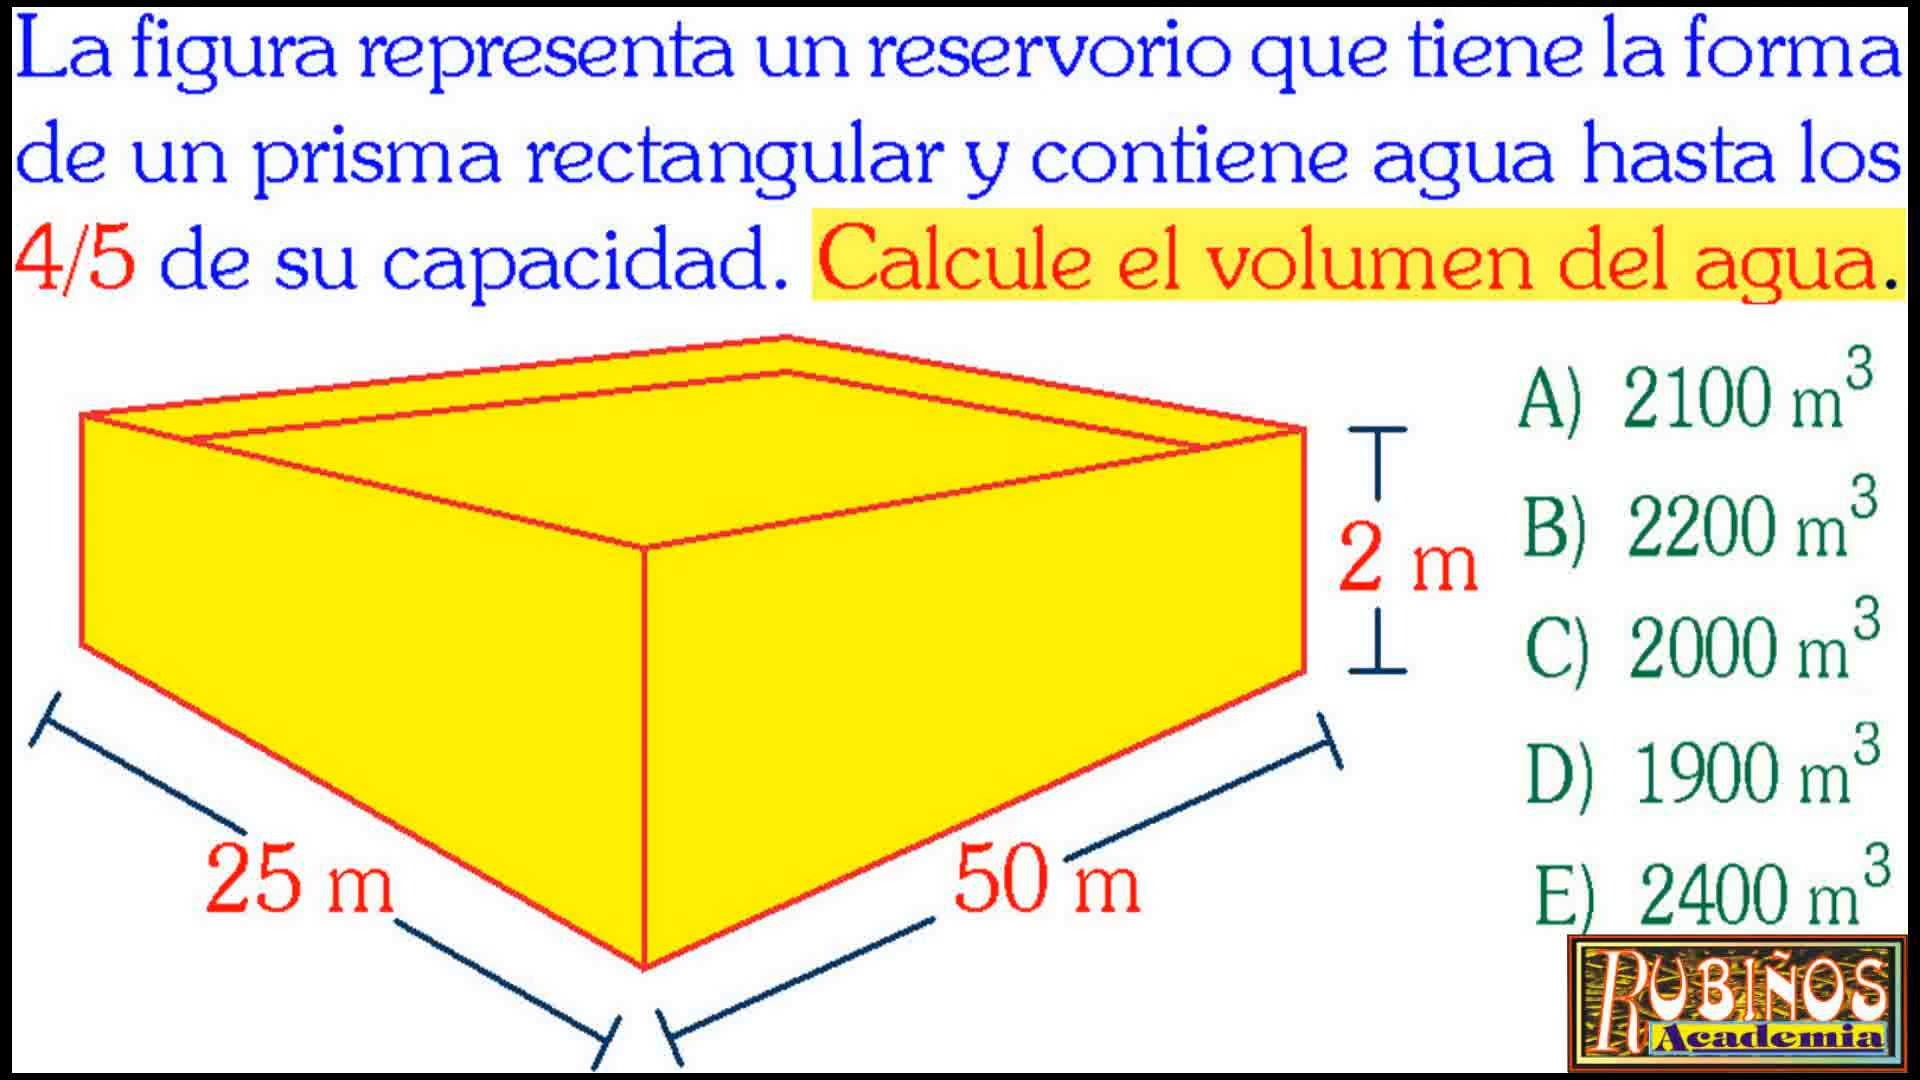 La figura representa un reservorio que tiene la forma
de un prisma rectangular y contiene agua hasta los
4/5 de su capacidad. Calcule el volumen del agua.
A) 2100 m³
B) 2200 m³
2 m
C) 2000 m³
D) 1900 m³
25 m
50 m
E) 2400 m³
RUBIÑOS
Academia